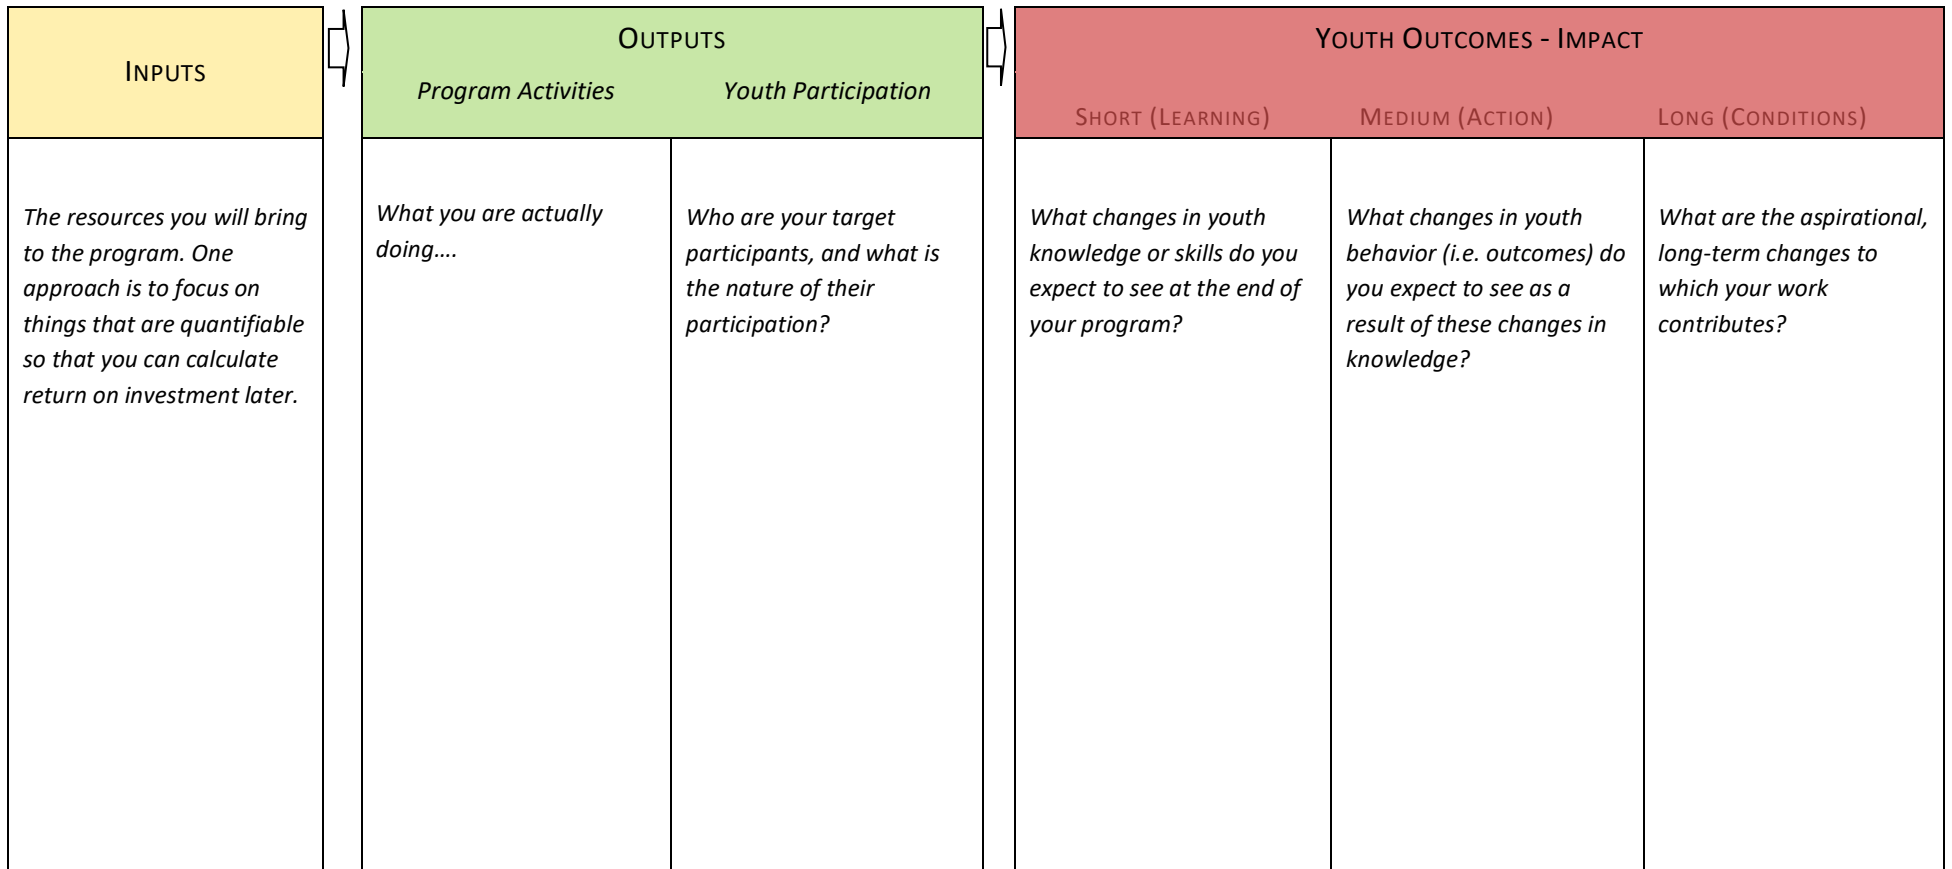 INPUTS
OUTPUTS
Program Activities
Youth Participation
YOUTH OUTCOMES - IMPACT
SHORT (LEARNING)
MEDIUM (ACTION)
LONG (CONDITIONS)
The resources you will bring
to the program. One
approach is to focus on
things that are quantifiable
so that you can calculate
return on investment later.
What you are actually
doing....
Who are your target
participants, and what is
the nature of their
participation?
What changes in youth
knowledge or skills do you
expect to see at the end of
your program?
What changes in youth
behavior (i.e. outcomes) do
you expect to see as a
result of these changes in
knowledge?
What are the aspirational,
long-term changes to
which your work
contributes?